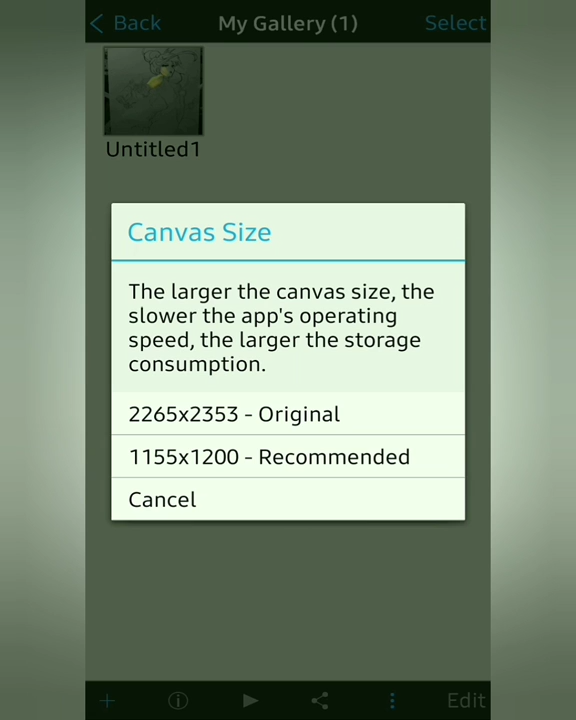 Back My Gallery (1) Select
Untitled1
Canvas Size
The larger the canvas size, the
slower the app's operating
speed, the larger the storage
consumption.
2265x2353 - Original
1155x1200 - Recommended
Cancel
Edit